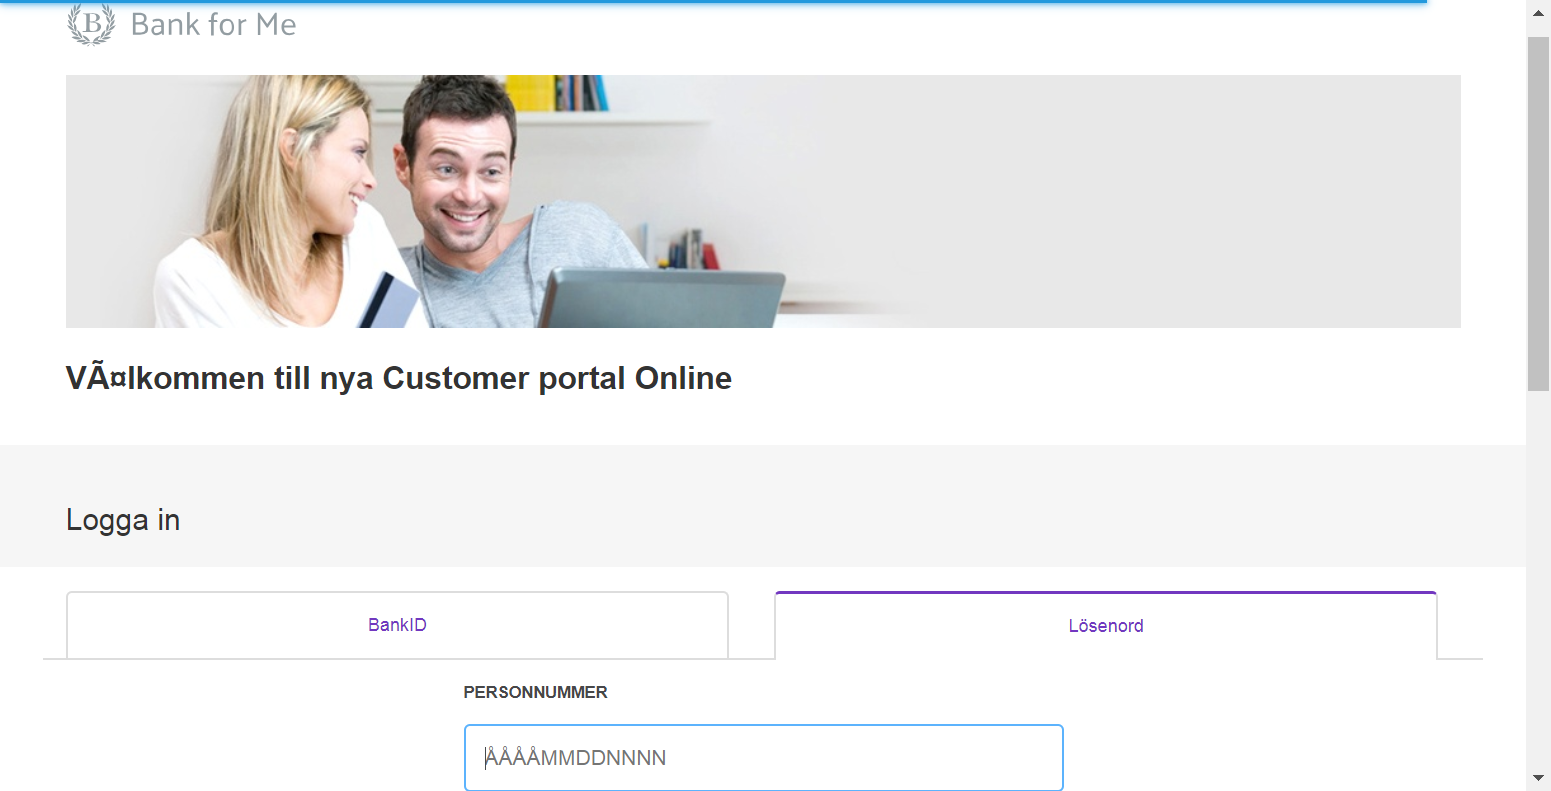 B Bank for Me
VÃ¤lkommen till nya Customer portal Online
Logga in
BankID
Lösenord
PERSONNUMMER
ÅÅÅÅMMDDNNNN